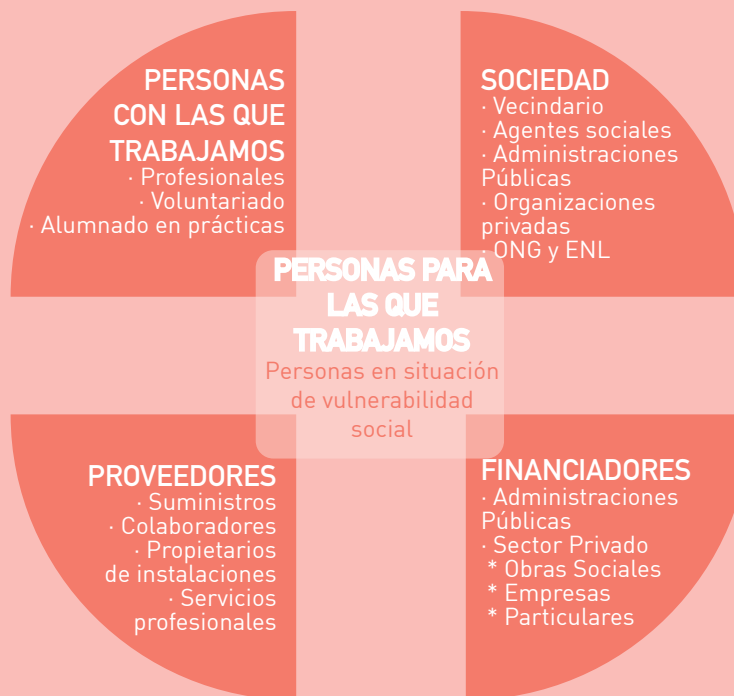 PERSONAS
CON LAS QUE
TRABAJAMOS
· Profesionales
· Voluntariado
· Alumnado en prácticas
SOCIEDAD
· Vecindario
· Agentes sociales
· Administraciones
Públicas
· Organizaciones
privadas
· ONG y ENL
PERSONAS PARA
LAS QUE
TRABAJAMOS
Personas en situación
de vulnerabilidad
social
PROVEEDORES
· Suministros
· Colaboradores
· Propietarios
de instalaciones
· Servicios
profesionales
FINANCIADORES
· Administraciones
Públicas
· Sector Privado
* Obras Sociales
* Empresas
* Particulares